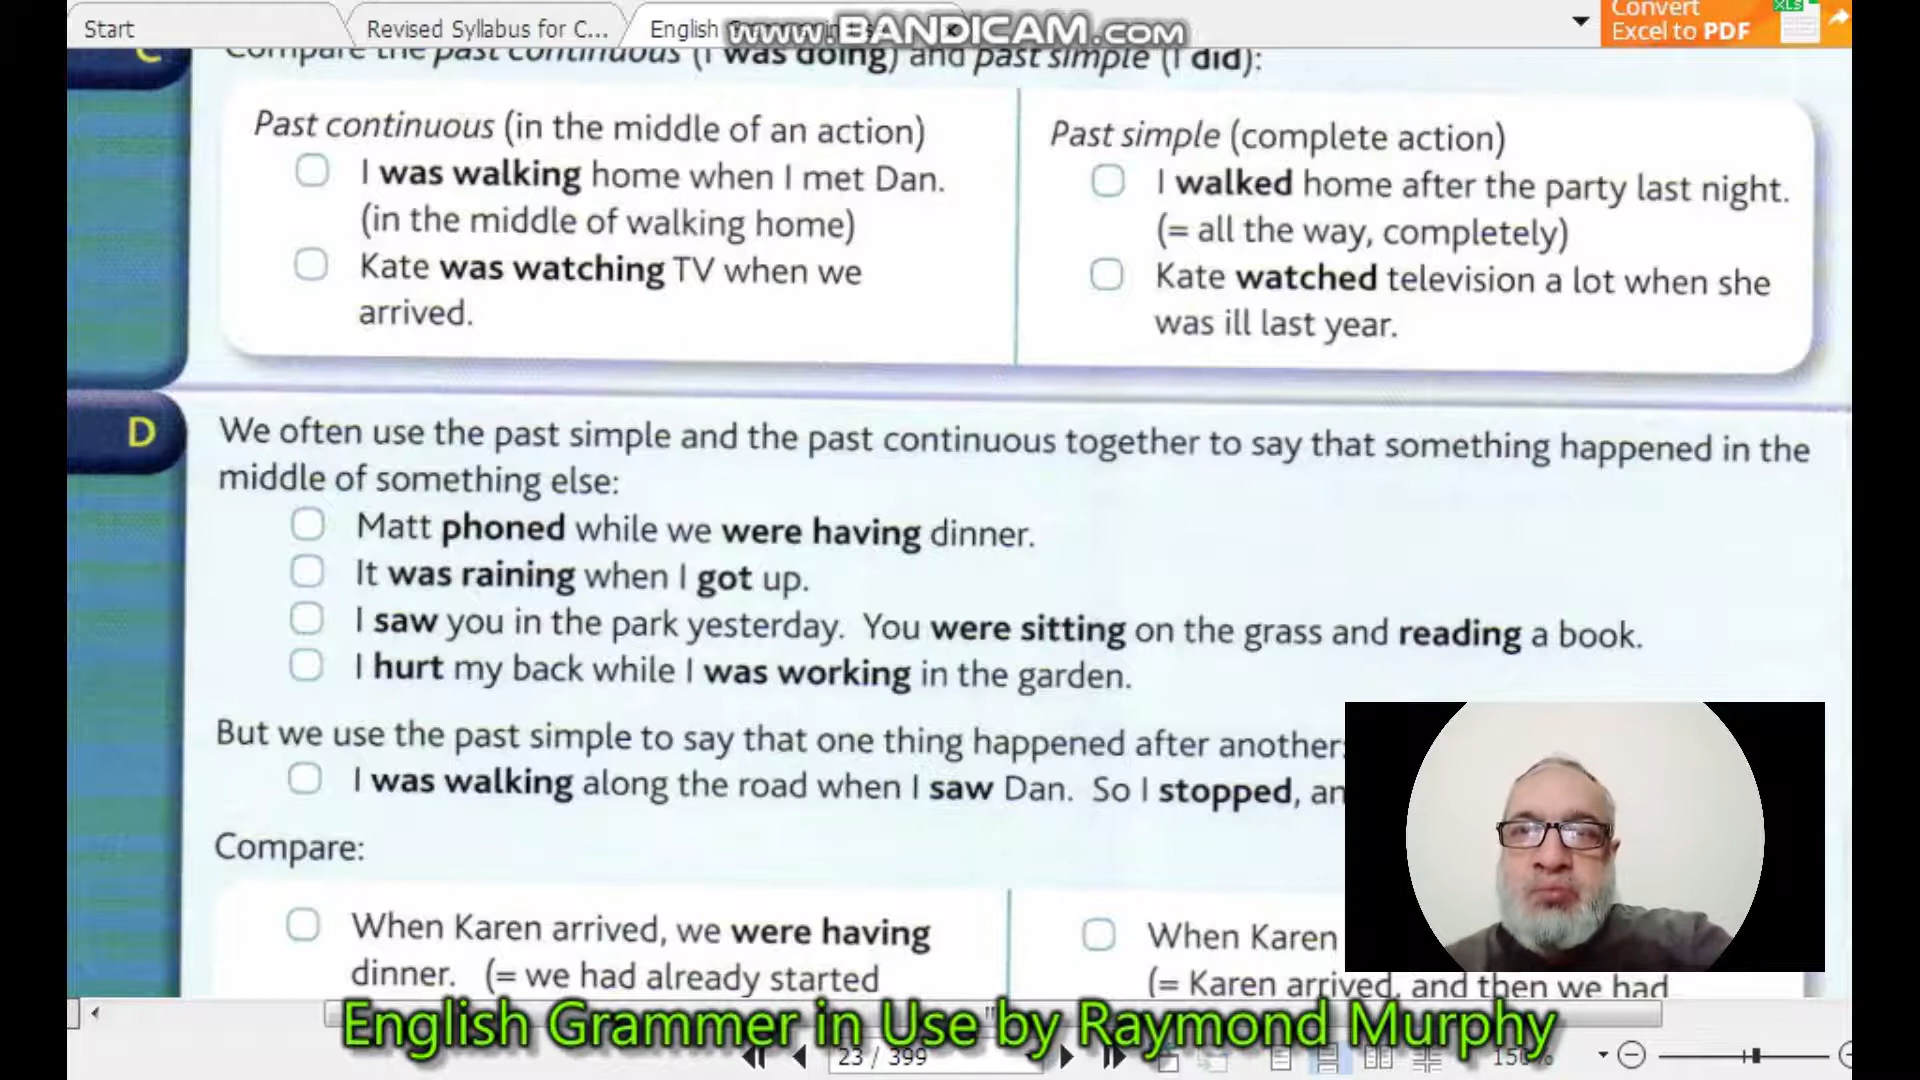 Start
Revised Syllabus for C...
English
www.BANDICAM.com
Convert
Excel to PDF
XLS
C
Compare the past continuous (I was doing) and past simple (I did):
Past continuous (in the middle of an action)
I was walking home when I met Dan.
(in the middle of walking home)
Kate was watching TV when we
arrived.
Past simple (complete action)
I walked home after the party last night.
(= all the way, completely)
Kate watched television a lot when she
was ill last year.
D
We often use the past simple and the past continuous together to say that something happened in the
middle of something else:
Matt phoned while we were having dinner.
It was raining when I got up.
I saw you in the park yesterday. You were sitting on the grass and reading a book.
I hurt my back while I was working in the garden.
But we use the past simple to say that one thing happened after another:
I was walking along the road when I saw Dan. So I stopped, an
Compare:
When Karen arrived, we were having
dinner. (= we had already started
When Karen
(= Karen arrived, and then we had
English Grammer in Use by Raymond Murphy
23 / 399
150%